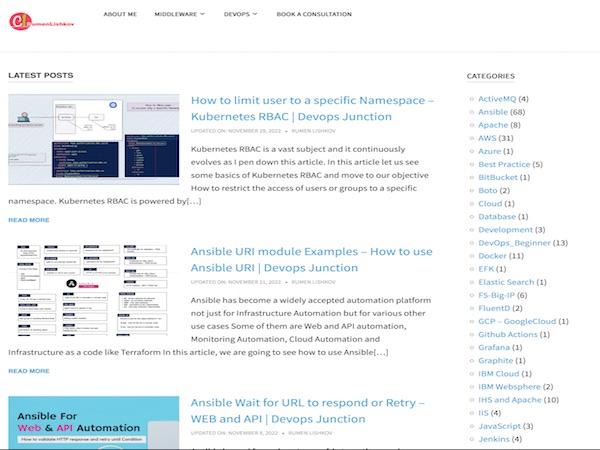 RumenLishkov
ABOUT ME
MIDDLEWARE
DEVOPS
BOOK A CONSULTATION
LATEST POSTS
How to limit user to a specific Namespace –
Kubernetes RBAC | Devops Junction
UPDATED ON: NOVEMBER 29, 2022 • RUMEN LISHKOV
Kubernetes RBAC is a vast subject and it continuously
evolves as I pen down this article. In this article let us see
some basics of Kubernetes RBAC and move to our objective
How to restrict the access of users or groups to a specific
namespace. Kubernetes RBAC is powered by[…]
READ MORE
Ansible URI module Examples – How to use
Ansible URI | Devops Junction
UPDATED ON: NOVEMBER 21, 2022 • RUMEN LISHKOV
Ansible has become a widely accepted automation platform
not just for Infrastructure Automation but for various other
use cases Some of them are Web and API automation,
Monitoring Automation, Cloud Automation and
Infrastructure as a code like Terraform In this article, we are going to see how to use Ansible[…]
READ MORE
Ansible For
Web & API Automation
How to validate HTTP response and retry until Condition
Ansible Wait for URL to respond or Retry –
WEB and API | Devops Junction
UPDATED ON: NOVEMBER 8, 2022 • RUMEN LISHKOV
CATEGORIES
ActiveMQ (4)
Ansible (68)
Apache (8)
AWS (31)
Azure (1)
Best Practice (5)
BitBucket (1)
Boto (2)
Cloud (1)
Database (1)
Development (3)
DevOps_Beginner (13)
Docker (11)
EFK (1)
Elastic Search (1)
F5-Big-IP (6)
FluentD (2)
GCP – GoogleCloud (1)
Github Actions (1)
Grafana (1)
Graphite (1)
IBM Cloud (1)
IBM Websphere (2)
IHS and Apache (10)
IIS (4)
JavaScript (3)
Jenkins (4)